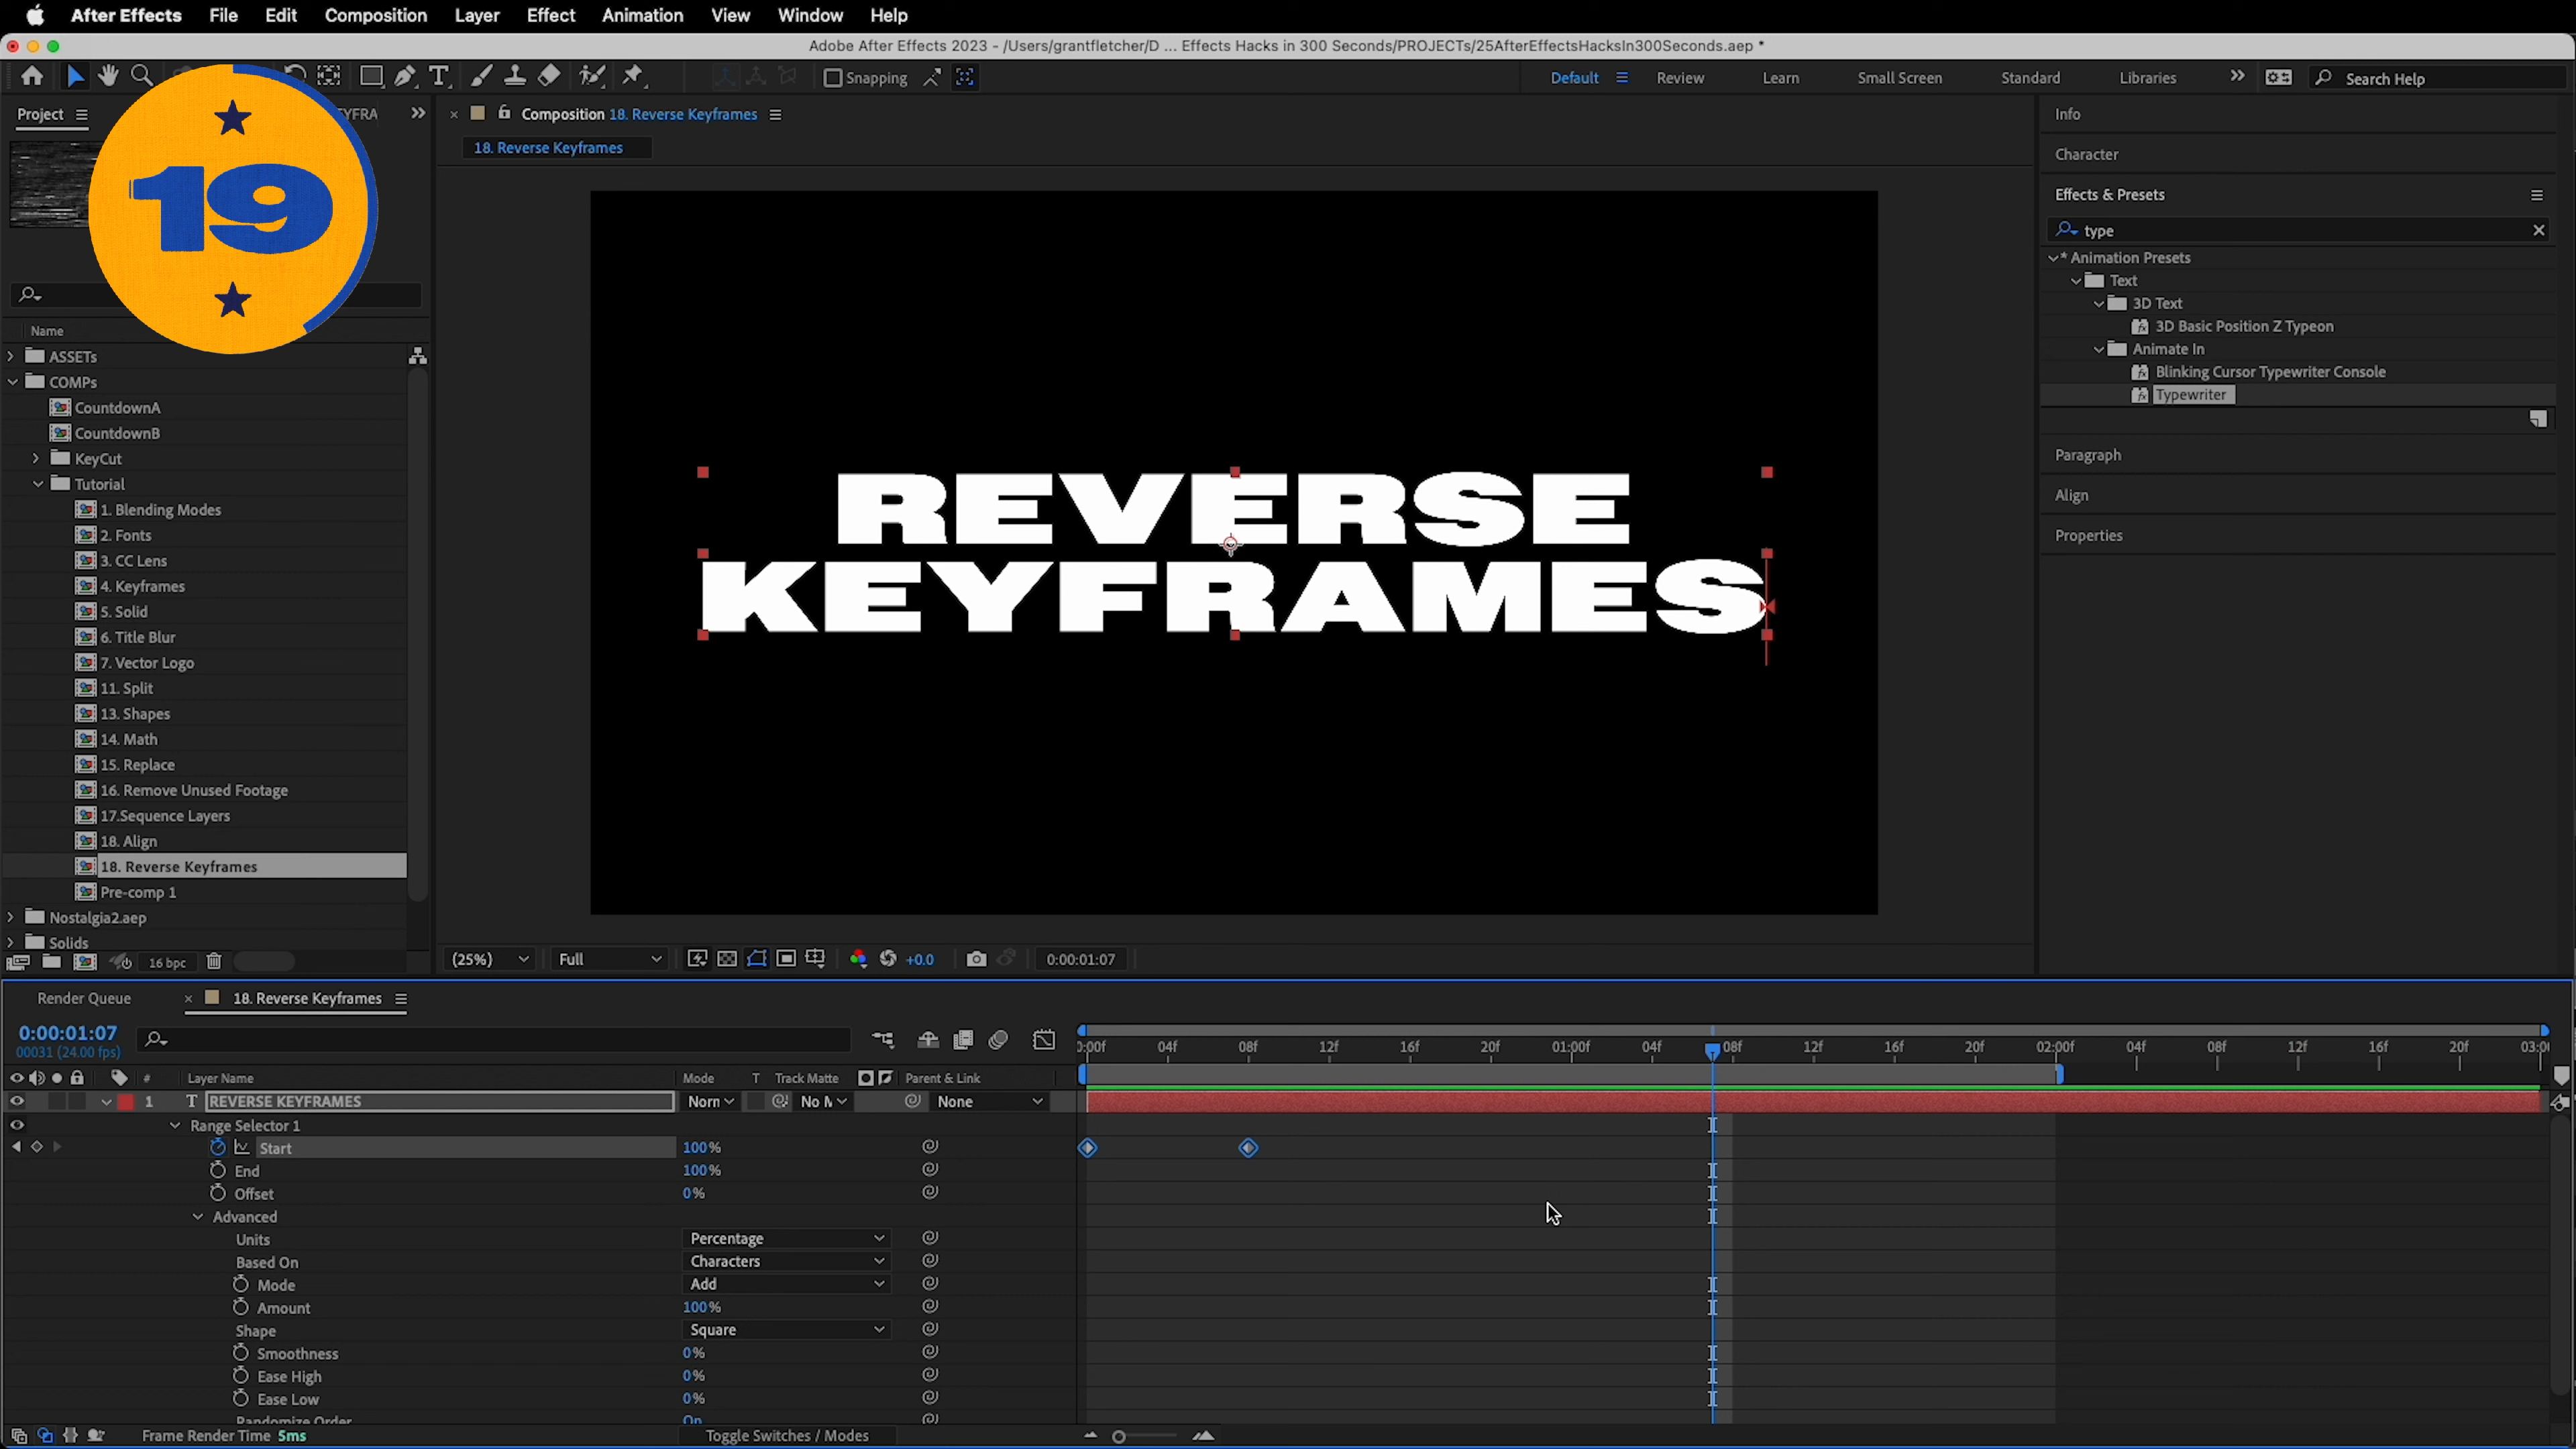 After Effects File Edit Composition Layer Effect Animation View Window Help
Adobe After Effects 2023 - /Users/grantfletcher/D ... Effects Hacks in 300 Seconds/PROJECTs/25AfterEffectsHacksIn300Seconds.aep *
Snapping Default Review Learn Small Screen Standard Libraries Search Help
Project YFRA
19
Composition 18. Reverse Keyframes
18. Reverse Keyframes
Name
ASSETs
COMPs
CountdownA
CountdownB
KeyCut
Tutorial
1. Blending Modes
2. Fonts
3. CC Lens
4. Keyframes
5. Solid
6. Title Blur
7. Vector Logo
11. Split
13. Shapes
14. Math
15. Replace
16. Remove Unused Footage
17.Sequence Layers
18. Align
18. Reverse Keyframes
Pre-comp 1
Nostalgia2.aep
Solids
16 bpc
REVERSE
KEYFRAMES
(25%) Full +0.0 0:00:01:07
Info
Character
Effects & Presets
type
* Animation Presets
Text
3D Text
3D Basic Position Z Typeon
Animate In
Blinking Cursor Typewriter Console
Typewriter
Paragraph
Align
Properties
Render Queue 18. Reverse Keyframes
0:00:01:07
00031 (24.00 fps)
0:00f 04f 08f 12f 16f 20f 01:00f 04f 08f 12f 16f 20f 02:00f 04f 08f 12f 16f 20f 03:0
# Layer Name Mode T Track Matte Parent & Link
1 T REVERSE KEYFRAMES Norm No M None
Range Selector 1
Start 100%
End 100%
Offset 0%
Advanced
Units Percentage
Based On Characters
Mode Add
Amount 100%
Shape Square
Smoothness 0%
Ease High 0%
Ease Low 0%
Randomize Order On
Frame Render Time 5ms Toggle Switches / Modes